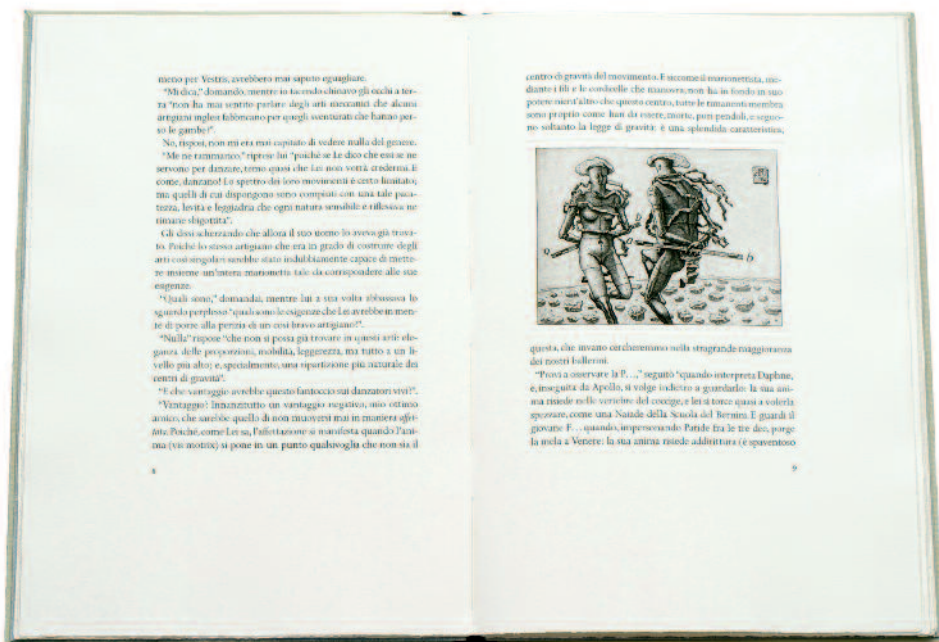 meno per Vestris, avrebbero mai saputo eguagliare.
"Mi dica," domando, mentre io tacendo chinavo gli occhi a ter-
ra "non ha mai sentito parlare degli arti meccanici che alcuni
artigiani inglesi fabbricano per quegli sventurati che hanno per-
so le gambe?".
No, risposi, non mi era mai capitato di vedere nulla del genere.
"Me ne rammarico," riprese lui "poiché se Le dico che essi se ne
servono per danzare, temo quasi che Lei non vorrà credermi. E
come, danzano! Lo spettro dei loro movimenti è certo limitato;
ma quelli di cui dispongono sono compiuti con una tale paca-
tezza, levità e leggiadria che ogni natura sensibile e riflessiva ne
rimane sbigottita".
Gli dissi scherzando che allora il suo uomo lo aveva già trova-
to. Poiché lo stesso artigiano che era in grado di costruire degli
arti così singolari sarebbe stato indubbiamente capace di mette-
re insieme un'intera marionetta tale da corrispondere alle sue
esigenze.
"Quali sono," domandai, mentre lui a sua volta abbassava lo
sguardo perplesso "quali sono le esigenze che Lei avrebbe in men-
te di porre alla perizia di un così bravo artigiano?".
"Nulla" rispose "che non si possa già trovare in questi arti: ele-
ganza delle proporzioni, mobilità, leggerezza, ma tutto a un li-
vello più alto; e, specialmente, una ripartizione più naturale dei
centri di gravità".
"E che vantaggio avrebbe questo fantoccio sui danzatori vivi?".
"Vantaggio? Innanzitutto un vantaggio negativo, mio ottimo
amico, che sarebbe quello di non muoversi mai in maniera affet-
tata. Poiché, come Lei sa, l'affettazione si manifesta quando l'ani-
ma (vis motrix) si pone in un punto qualsivoglia che non sia il
8
centro di gravità del movimento. E siccome il marionettista, me-
diante i fili e le cordicelle che manovra, non ha in fondo in suo
potere nient'altro che questo centro, tutte le rimanenti membra
sono proprio come han da essere, morte, puri pendoli, e seguo-
no soltanto la legge di gravità: è una splendida caratteristica,
a
b
questa, che invano cercheremmo nella stragrande maggioranza
dei nostri ballerini.
"Provi a osservare la P...," seguitò "quando interpreta Daphne,
e, inseguita da Apollo, si volge indietro a guardarlo: la sua ani-
ma risiede nelle vertebre del coccige, e lei si torce quasi a volerla
spezzare, come una Naiade della Scuola del Bernini. E guardi il
giovane F... quando, impersonando Paride fra le tre dee, porge
la mela a Venere: la sua anima risiede addirittura (è spaventoso
9